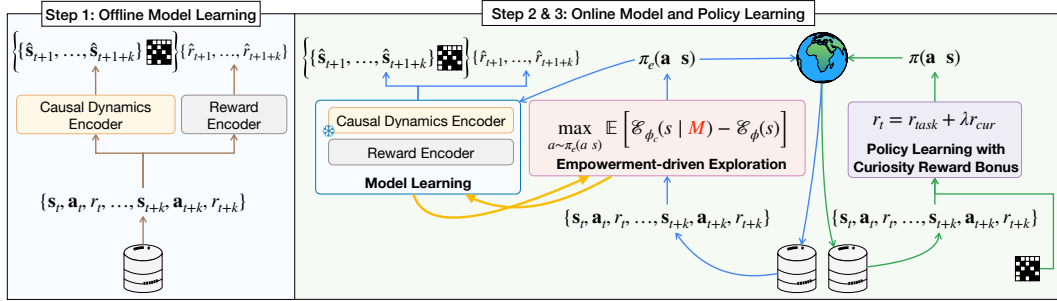 Step 1: Offline Model Learning
{ŝ_{t+1}, …, ŝ_{t+1+k}} {r̂_{t+1}, …, r̂_{t+1+k}}
Causal Dynamics
Encoder
Reward
Encoder
{s_t, a_t, r_t, …, s_{t+k}, a_{t+k}, r_{t+k}}
Step 2 & 3: Online Model and Policy Learning
{ŝ_{t+1}, …, ŝ_{t+1+k}} {r̂_{t+1}, …, r̂_{t+1+k}}
π_e(a s)
π(a s)
Causal Dynamics Encoder
Reward Encoder
Model Learning
max_{a∼π_e(a s)} 𝔼 [ℰ_{ϕ_c}(s | M) − ℰ_ϕ(s)]
Empowerment-driven Exploration
r_t = r_{task} + λr_{cur}
Policy Learning with
Curiosity Reward Bonus
{s_t, a_t, r_t, …, s_{t+k}, a_{t+k}, r_{t+k}}
{s_t, a_t, r_t, …, s_{t+k}, a_{t+k}, r_{t+k}}